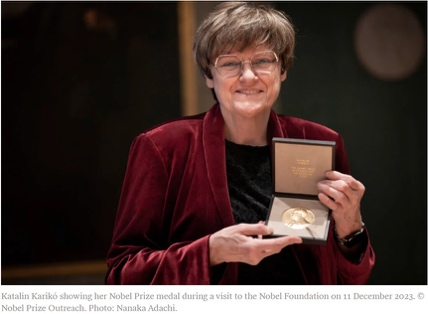 Katalin Karikó showing her Nobel Prize medal during a visit to the Nobel Foundation on 11 December 2023. ©
Nobel Prize Outreach. Photo: Nanaka Adachi.